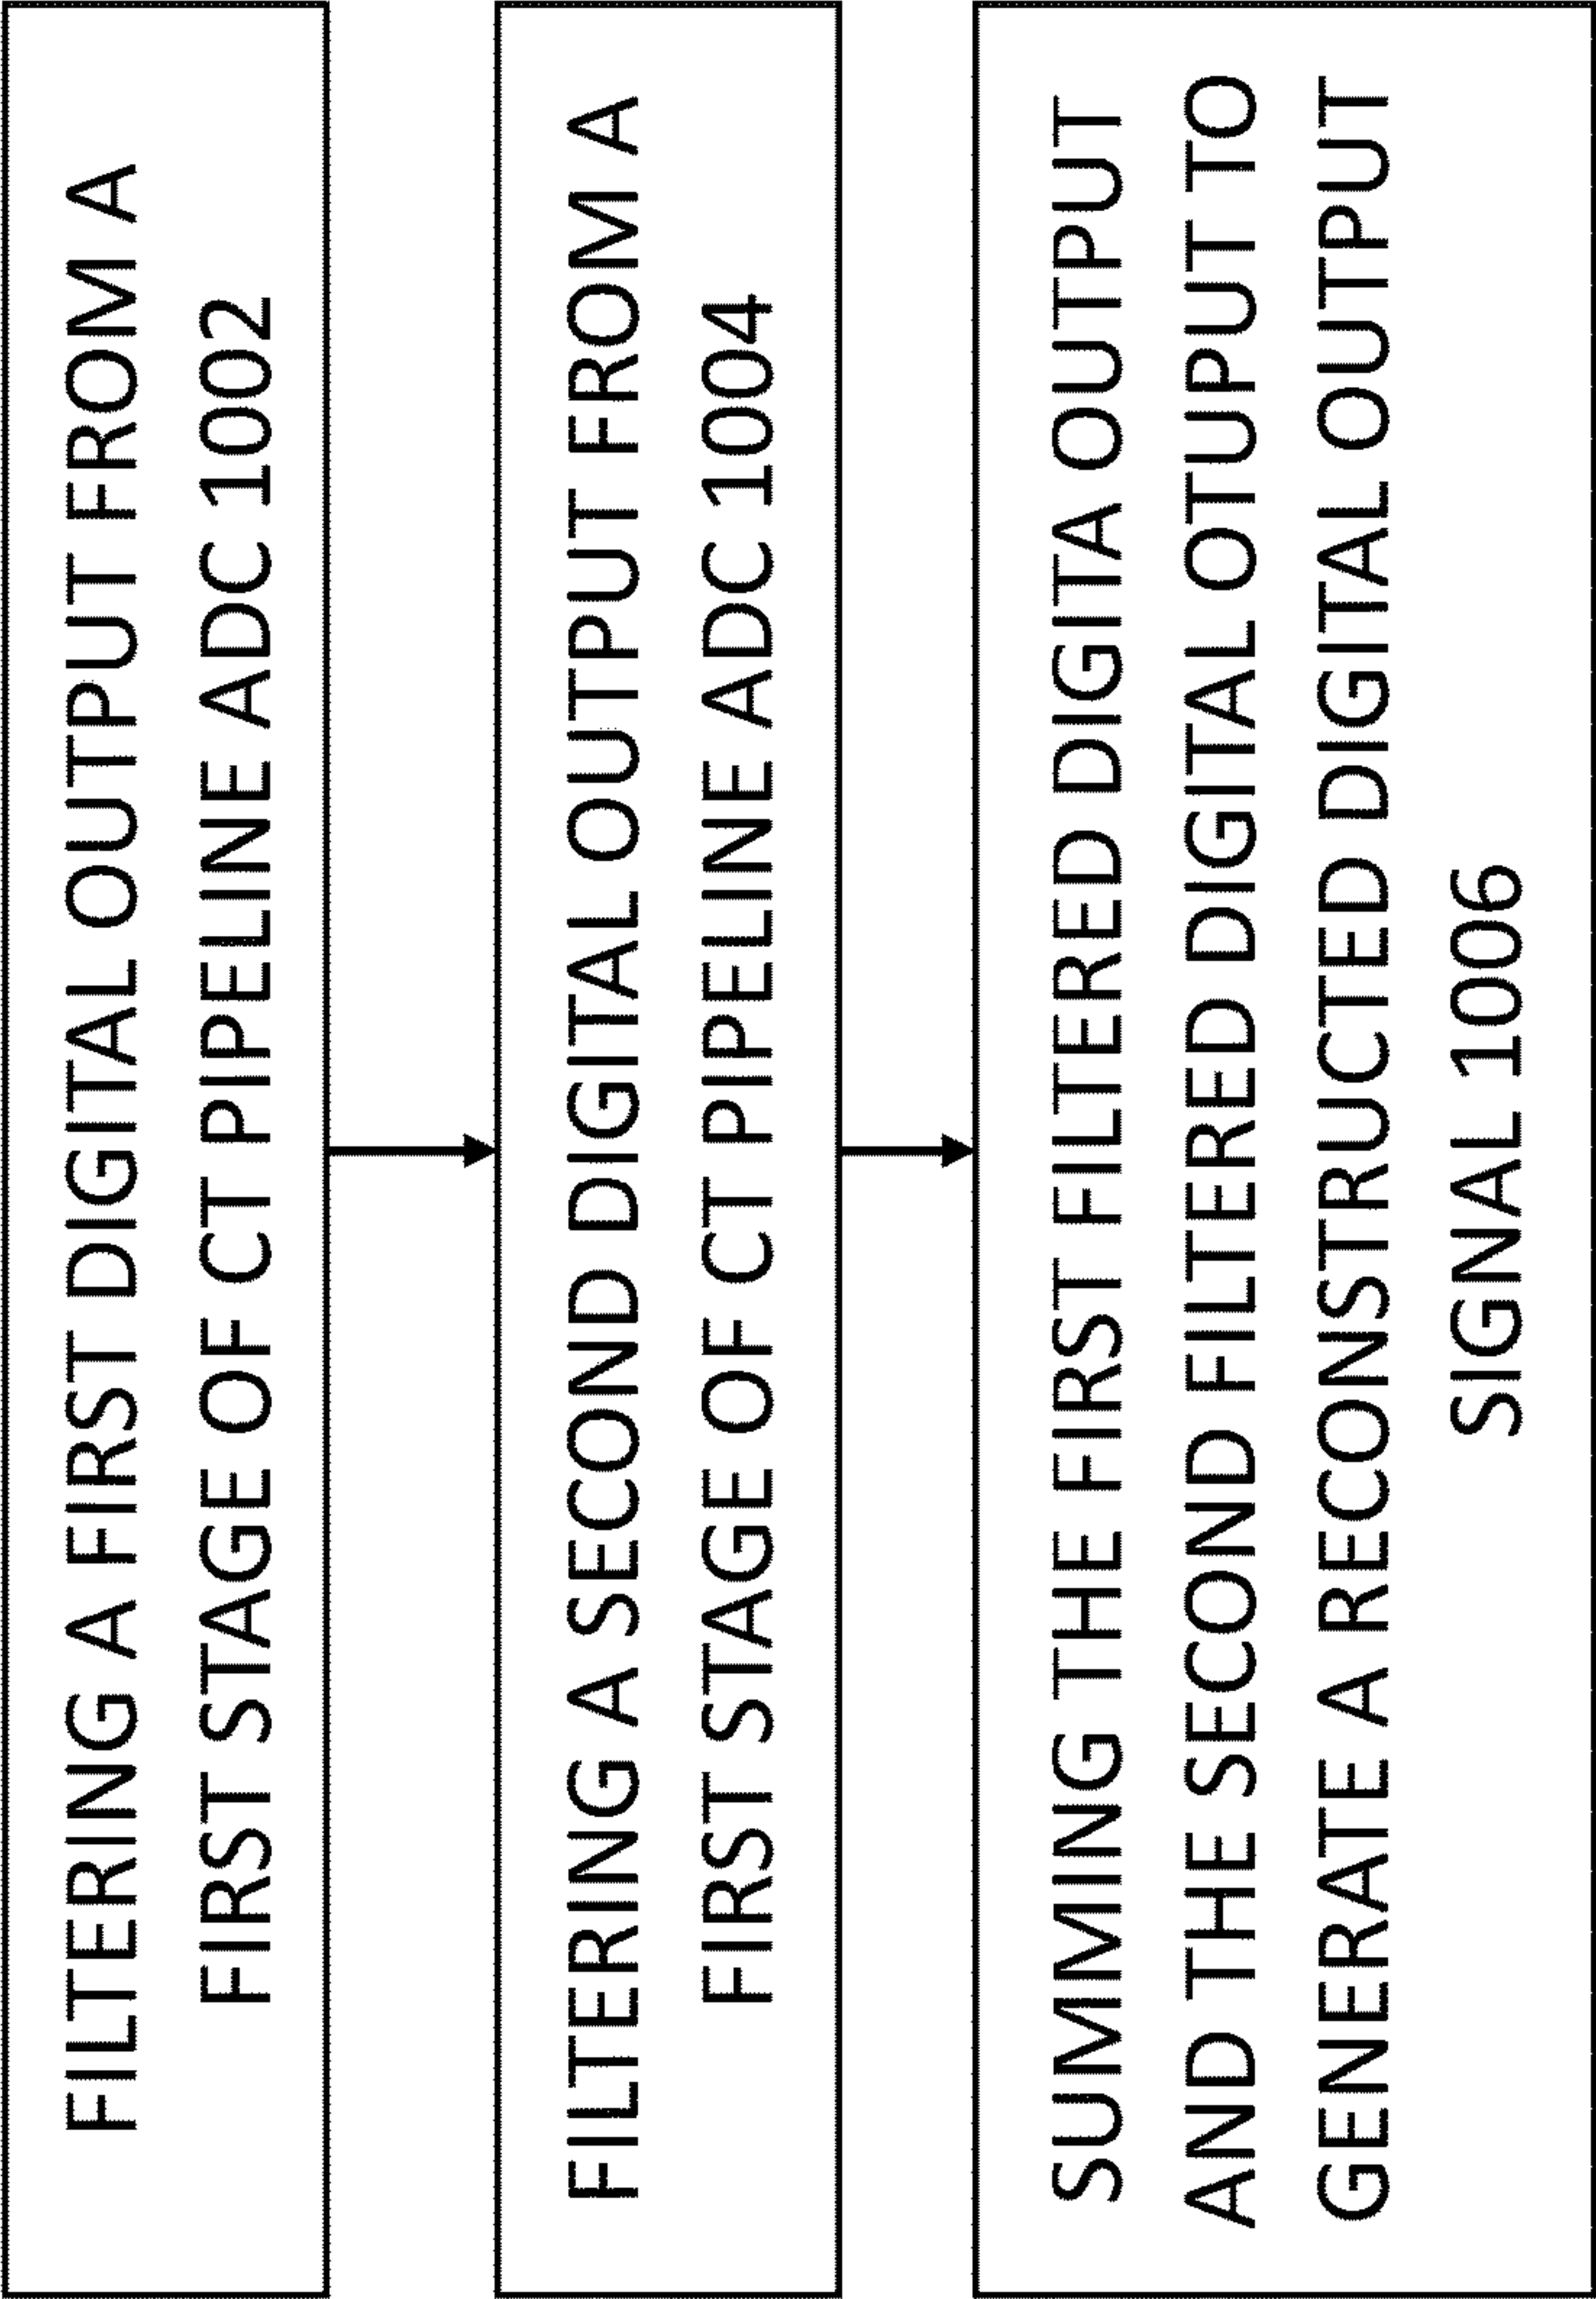 FILTERING A FIRST DIGITAL OUTPUT FROM A
FIRST STAGE OF CT PIPELINE ADC 1002
FILTERING A SECOND DIGITAL OUTPUT FROM A
FIRST STAGE OF CT PIPELINE ADC 1004
SUMMING THE FIRST FILTERED DIGITA OUTPUT
AND THE SECOND FILTERED DIGITAL OTUPUT TO
GENERATE A RECONSTRUCTED DIGITAL OUTPUT
SIGNAL 1006